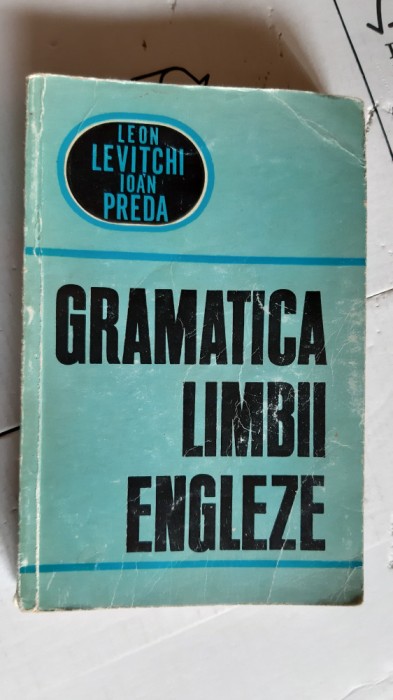 LEON
LEVITCHI
IOAN
PREDA
GRAMATICA
LIMBII
ENGLEZE